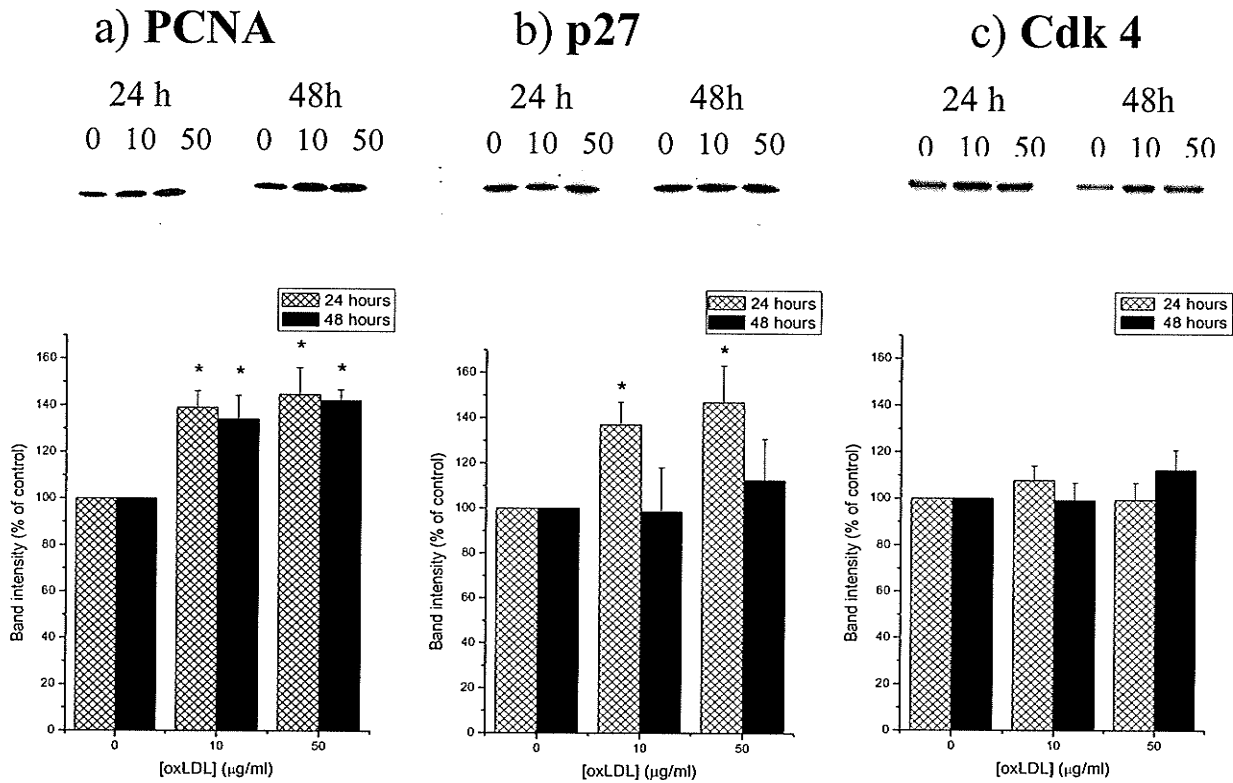 a) PCNA
24 h 48h
0 10 50 0 10 50
24 hours
48 hours
* * * *
160
140
120
100
80
60
40
20
0
Band intensity (% of control)
0 10 50
[oxLDL] (μg/ml)
b) p27
24 h 48h
0 10 50 0 10 50
24 hours
48 hours
* *
160
140
120
100
80
60
40
20
0
Band intensity (% of control)
0 10 50
[oxLDL] (μg/ml)
c) Cdk 4
24 h 48h
0 10 50 0 10 50
24 hours
48 hours
160
140
120
100
80
60
40
20
0
Band intensity (% of control)
0 10 50
[oxLDL] (μg/ml)